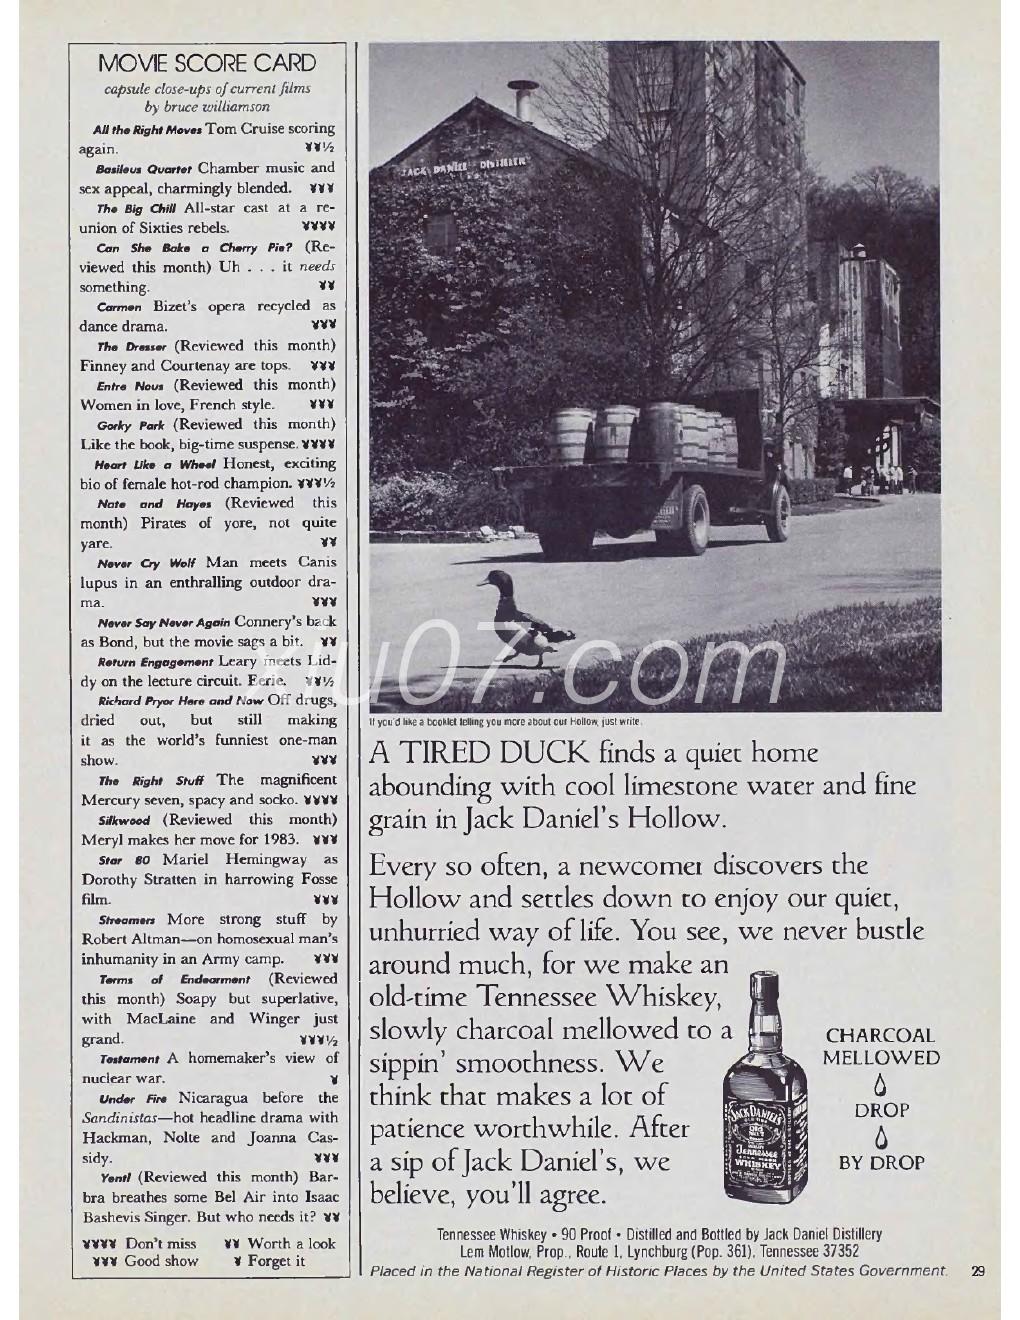 MOVIE SCORE CARD
capsule close-ups of current films
by bruce williamson
All the Right Moves Tom Cruise scoring
again. ¥¥½
Basileus Quartet Chamber music and
sex appeal, charmingly blended. ¥¥¥
The Big Chill All-star cast at a re-
union of Sixties rebels. ¥¥¥¥
Can She Bake a Cherry Pie? (Re-
viewed this month) Uh . . . it needs
something. ¥¥
Carmen Bizet's opera recycled as
dance drama. ¥¥¥
The Dresser (Reviewed this month)
Finney and Courtenay are tops. ¥¥¥
Entre Nous (Reviewed this month)
Women in love, French style. ¥¥¥
Gorky Park (Reviewed this month)
Like the book, big-time suspense. ¥¥¥¥
Heart Like a Wheel Honest, exciting
bio of female hot-rod champion. ¥¥¥½
Nate and Hayes (Reviewed this
month) Pirates of yore, not quite
yare. ¥¥
Never Cry Wolf Man meets Canis
lupus in an enthralling outdoor dra-
ma. ¥¥¥
Never Say Never Again Connery's back
as Bond, but the movie sags a bit. ¥¥
Return Engagement Leary meets Lid-
dy on the lecture circuit. Eerie. ¥¥½
Richard Pryor Here and Now Off drugs,
dried out, but still making
it as the world's funniest one-man
show. ¥¥¥
The Right Stuff The magnificent
Mercury seven, spacy and socko. ¥¥¥¥
Silkwood (Reviewed this month)
Meryl makes her move for 1983. ¥¥¥
Star 80 Mariel Hemingway as
Dorothy Stratten in harrowing Fosse
film. ¥¥¥
Streamers More strong stuff by
Robert Altman—on homosexual man's
inhumanity in an Army camp. ¥¥¥
Terms of Endearment (Reviewed
this month) Soapy but superlative,
with MacLaine and Winger just
grand. ¥¥¥½
Testament A homemaker's view of
nuclear war. ¥
Under Fire Nicaragua before the
Sandinistas—hot headline drama with
Hackman, Nolte and Joanna Cas-
sidy. ¥¥¥
Yentl (Reviewed this month) Bar-
bra breathes some Bel Air into Isaac
Bashevis Singer. But who needs it? ¥¥
¥¥¥¥ Don't miss ¥¥ Worth a look
¥¥¥ Good show ¥ Forget it
JACK DANIEL DISTILLERY
xiu07.com
If you'd like a booklet telling you more about our Hollow, just write.
A TIRED DUCK finds a quiet home
abounding with cool limestone water and fine
grain in Jack Daniel's Hollow.
Every so often, a newcomer discovers the
Hollow and settles down to enjoy our quiet,
unhurried way of life. You see, we never bustle
around much, for we make an
old-time Tennessee Whiskey,
slowly charcoal mellowed to a
sippin' smoothness. We
think that makes a lot of
patience worthwhile. After
a sip of Jack Daniel's, we
believe, you'll agree.
JACK DANIEL'S
Old
Tennessee
WHISKEY
CHARCOAL
MELLOWED
DROP
BY DROP
Tennessee Whiskey • 90 Proof • Distilled and Bottled by Jack Daniel Distillery
Lem Motlow, Prop., Route 1, Lynchburg (Pop. 361), Tennessee 37352
Placed in the National Register of Historic Places by the United States Government.
29